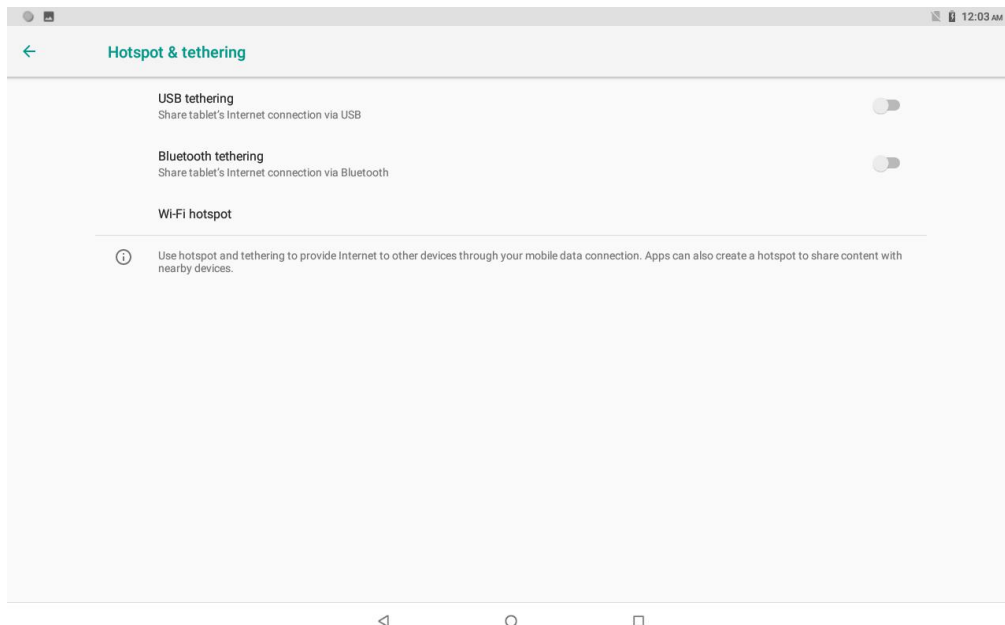 12:03 AM
Hotspot & tethering
USB tethering
Share tablet's Internet connection via USB
Bluetooth tethering
Share tablet's Internet connection via Bluetooth
Wi-Fi hotspot
Use hotspot and tethering to provide Internet to other devices through your mobile data connection. Apps can also create a hotspot to share content with
nearby devices.